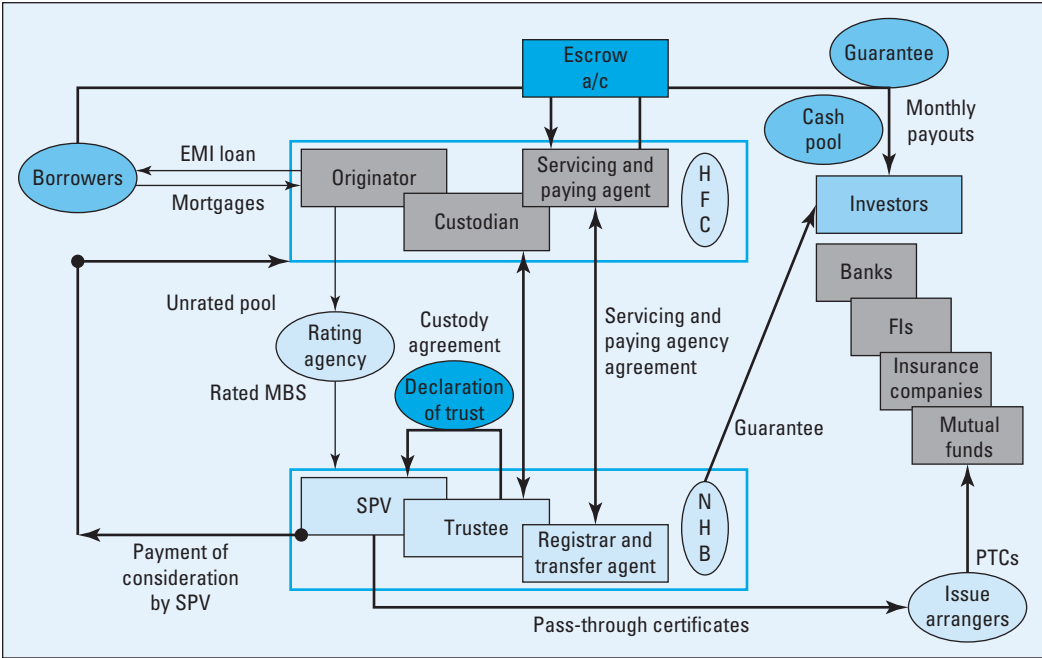 Escrow
a/c
Guarantee
Cash
pool
Monthly
payouts
Borrowers
EMI loan
Mortgages
Originator
Custodian
Servicing and
paying agent
H
F
C
Investors
Banks
FIs
Insurance
companies
Mutual
funds
Unrated pool
Rating
agency
Rated MBS
Custody
agreement
Declaration
of trust
Servicing and
paying agency
agreement
Guarantee
SPV
Trustee
Registrar and
transfer agent
N
H
B
Payment of
consideration
by SPV
Pass-through certificates
PTCs
Issue
arrangers